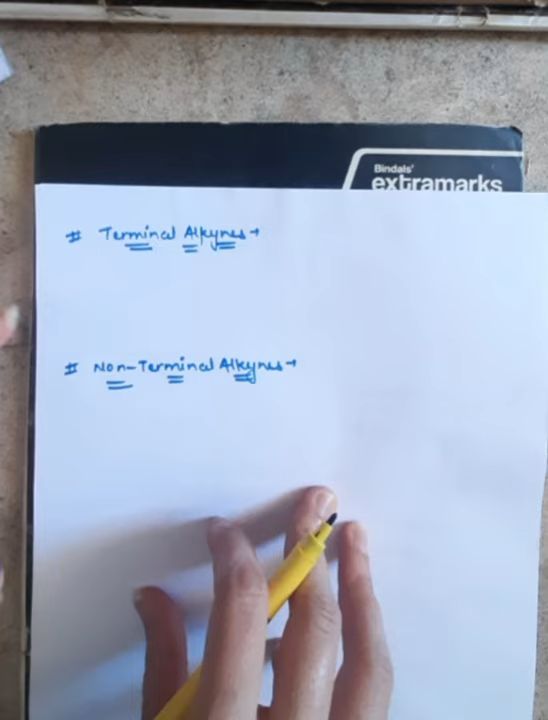 Bindals'
extramarks
# Terminal Alkynes →
# Non-Terminal Alkynes →